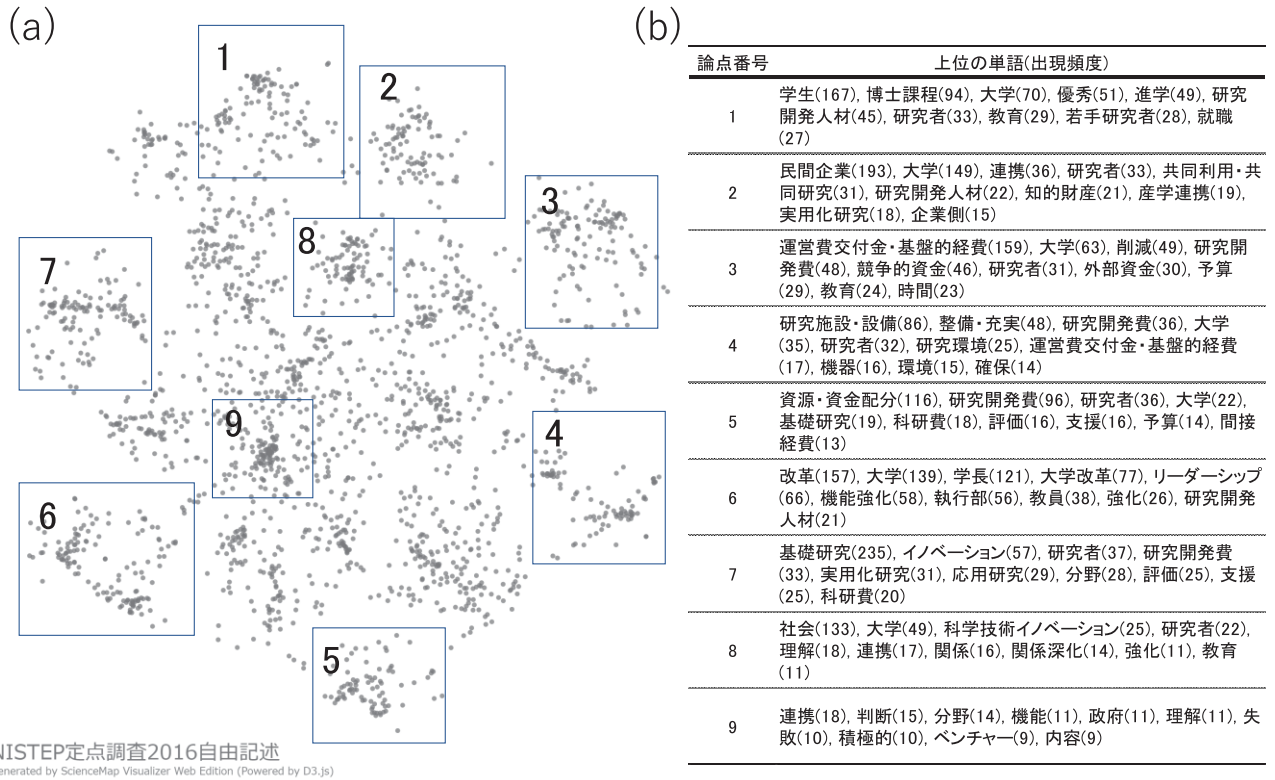 (a)
(b)
1
2
3
8
7
9
4
6
5
NISTEP定点調査2016自由記述
enerated by ScienceMap Visualizer Web Edition (Powered by D3.js)
論点番号 上位の単語(出現頻度)
学生(167), 博士課程(94), 大学(70), 優秀(51), 進学(49), 研究
1 開発人材(45), 研究者(33), 教育(29), 若手研究者(28), 就職
(27)
民間企業(193), 大学(149), 連携(36), 研究者(33), 共同利用・共
2 同研究(31), 研究開発人材(22), 知的財産(21), 産学連携(19),
実用化研究(18), 企業側(15)
運営費交付金・基盤的経費(159), 大学(63), 削減(49), 研究開
3 発費(48), 競争的資金(46), 研究者(31), 外部資金(30), 予算
(29), 教育(24), 時間(23)
研究施設・設備(86), 整備・充実(48), 研究開発費(36), 大学
4 (35), 研究者(32), 研究環境(25), 運営費交付金・基盤的経費
(17), 機器(16), 環境(15), 確保(14)
資源・資金配分(116), 研究開発費(96), 研究者(36), 大学(22),
5 基礎研究(19), 科研費(18), 評価(16), 支援(16), 予算(14), 間接
経費(13)
改革(157), 大学(139), 学長(121), 大学改革(77), リーダーシップ
6 (66), 機能強化(58), 執行部(56), 教員(38), 強化(26), 研究開発
人材(21)
基礎研究(235), イノベーション(57), 研究者(37), 研究開発費
7 (33), 実用化研究(31), 応用研究(29), 分野(28), 評価(25), 支援
(25), 科研費(20)
社会(133), 大学(49), 科学技術イノベーション(25), 研究者(22),
8 理解(18), 連携(17), 関係(16), 関係深化(14), 強化(11), 教育
(11)
連携(18), 判断(15), 分野(14), 機能(11), 政府(11), 理解(11), 失
9 敗(10), 積極的(10), ベンチャー(9), 内容(9)